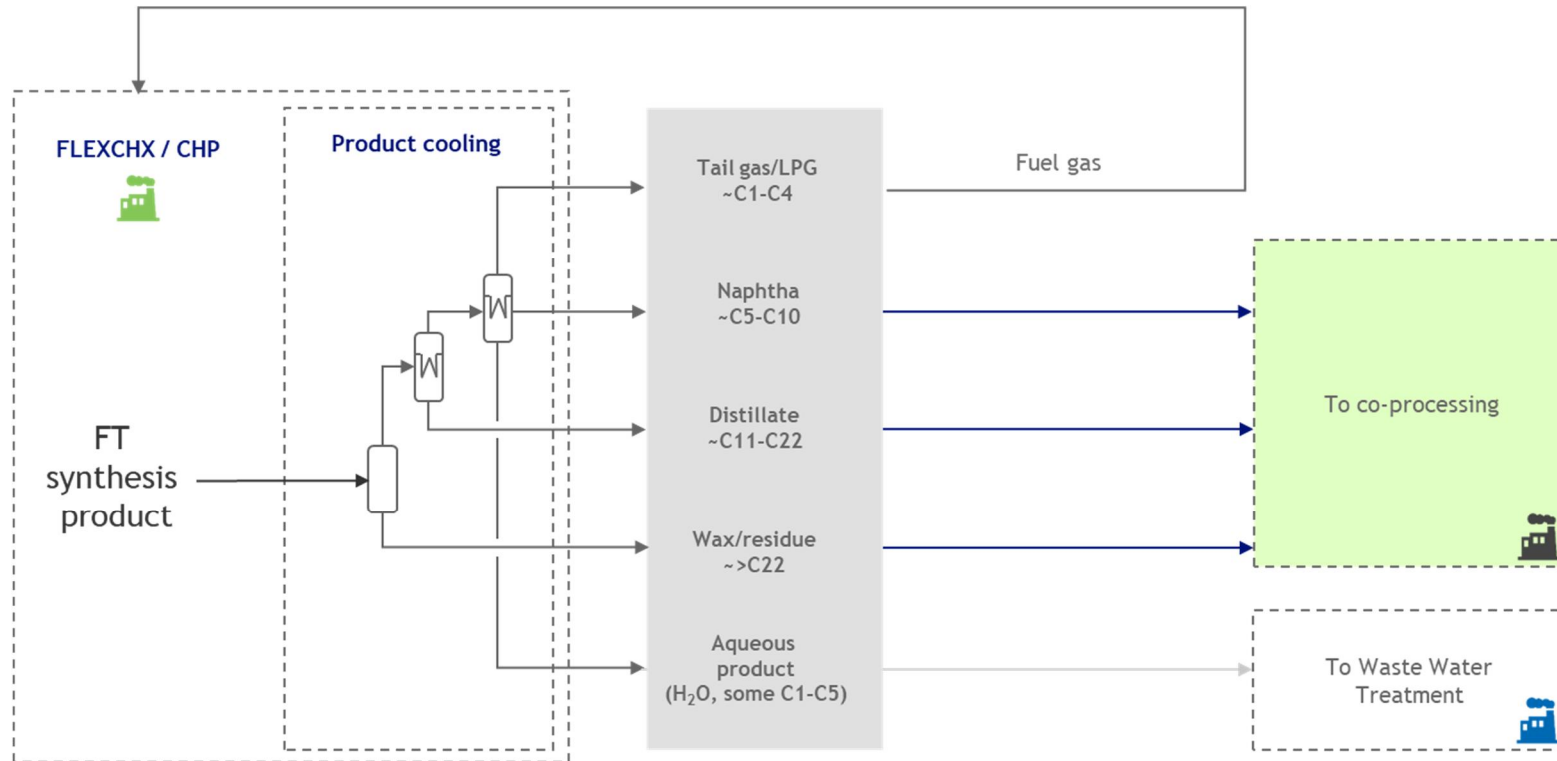 FLEXCHX / CHP
Product cooling
FT
synthesis
product
Tail gas/LPG
~C1-C4
Fuel gas
Naphtha
~C5-C10
Distillate
~C11-C22
Wax/residue
~>C22
Aqueous
product
(H₂O, some C1-C5)
To co-processing
To Waste Water
Treatment